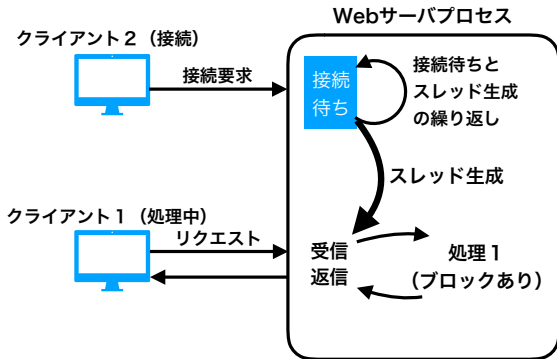 Webサーバプロセス
クライアント２（接続）
接続要求
接続
待ち
接続待ちと
スレッド生成
の繰り返し
スレッド生成
クライアント１（処理中）
リクエスト
受信
返信
処理１
（ブロックあり）